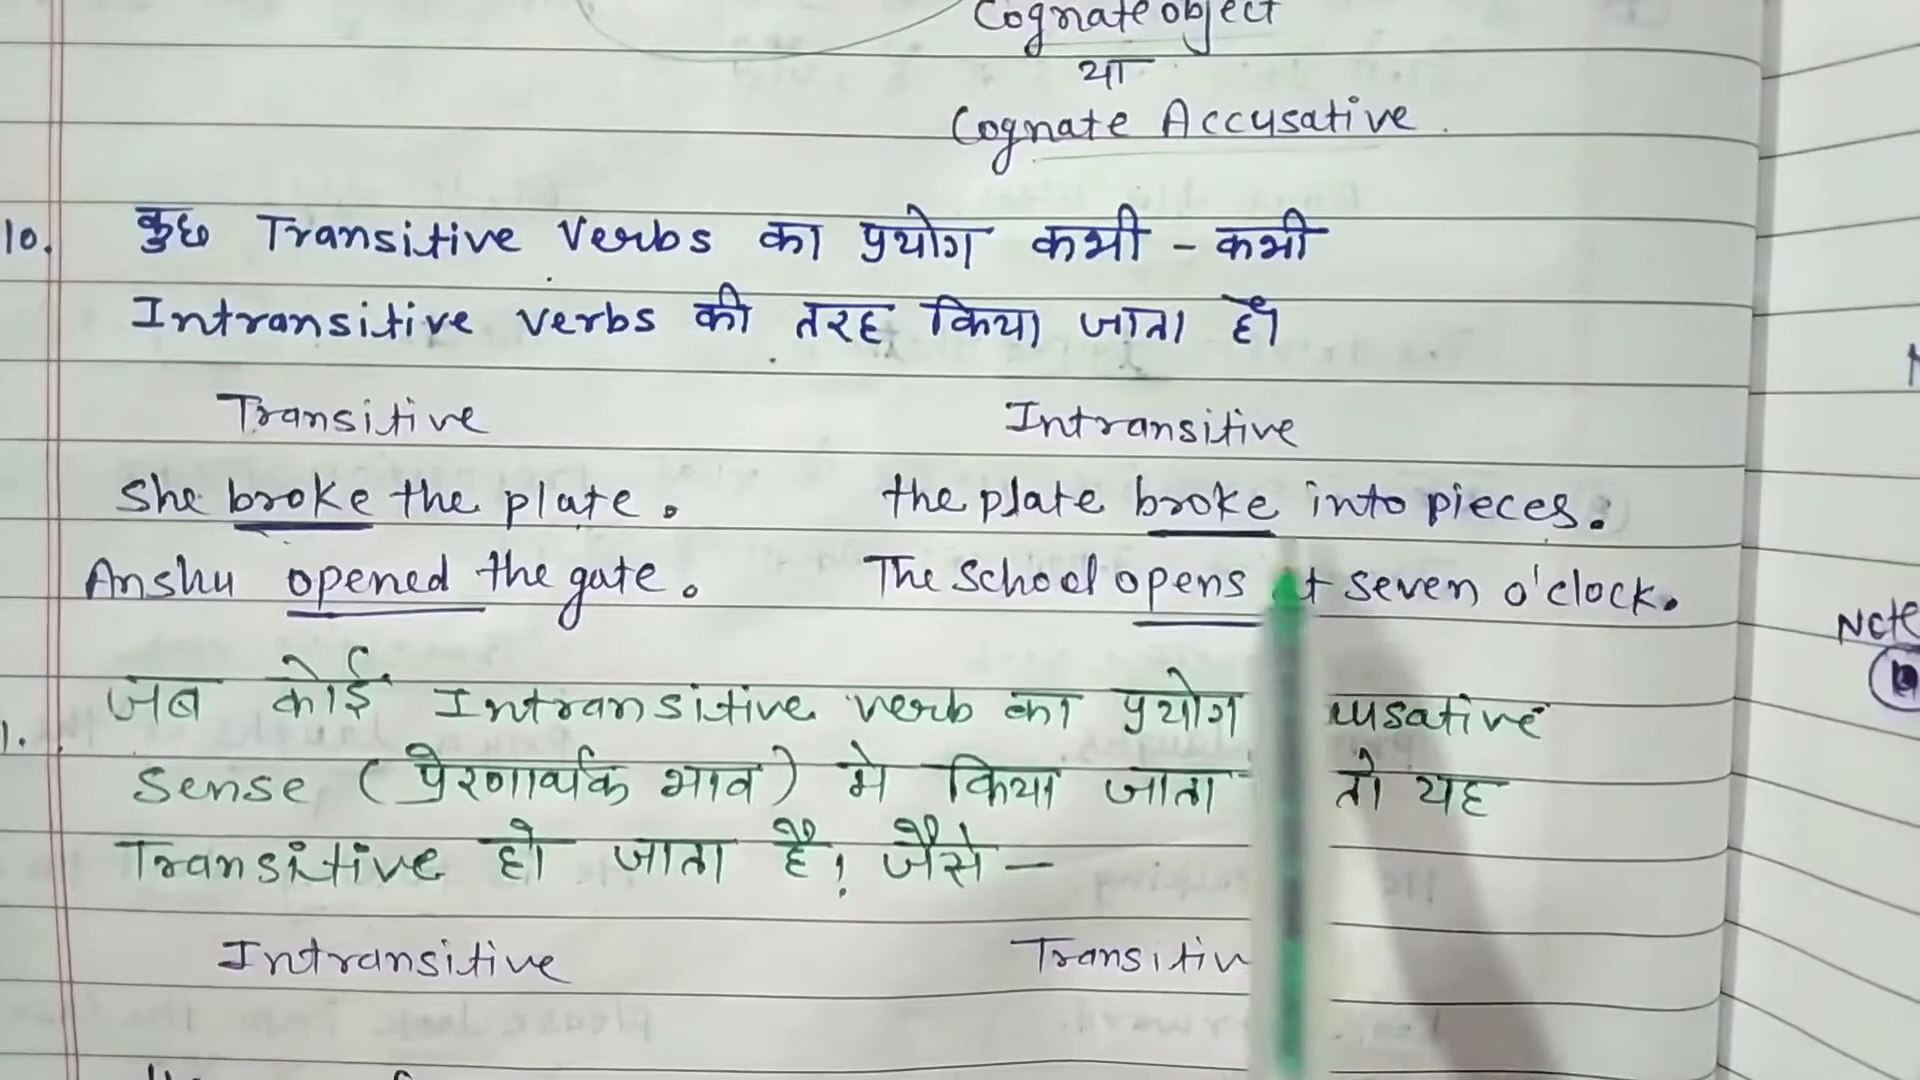 Cognate object
या
Cognate Accusative.
10. कुछ Transitive Verbs का प्रयोग कभी - कभी
Intransitive verbs की तरह किया जाता है।
Transitive Intransitive
She broke the plate. the plate broke into pieces.
Anshu opened the gate. The School opens at seven o'clock.
जब कोई Intransitive verb का प्रयोग usative
1. Sense (प्रेरणार्थक भाव) मे किया जाता तो यह
Transitive हो जाता है। जैसे —
Intransitive Transitiv
Note